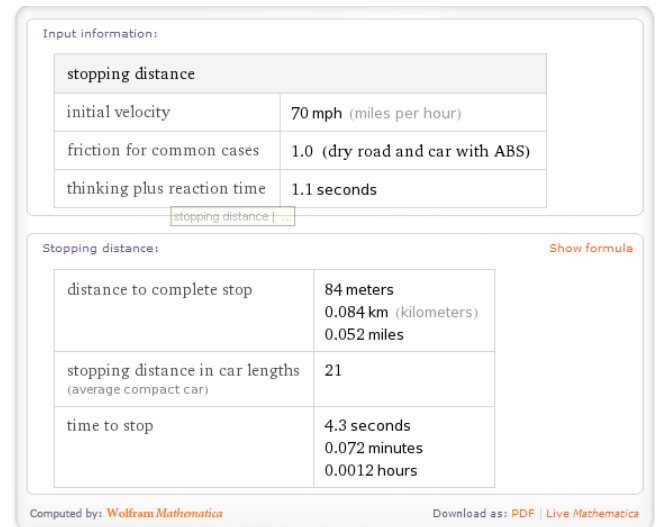 Input information:
stopping distance
initial velocity 70 mph (miles per hour)
friction for common cases 1.0 (dry road and car with ABS)
thinking plus reaction time 1.1 seconds
stopping distance | ...
Stopping distance: Show formula
distance to complete stop 84 meters
0.084 km (kilometers)
0.052 miles
stopping distance in car lengths 21
(average compact car)
time to stop 4.3 seconds
0.072 minutes
0.0012 hours
Computed by: Wolfram Mathematica Download as: PDF | Live Mathematica